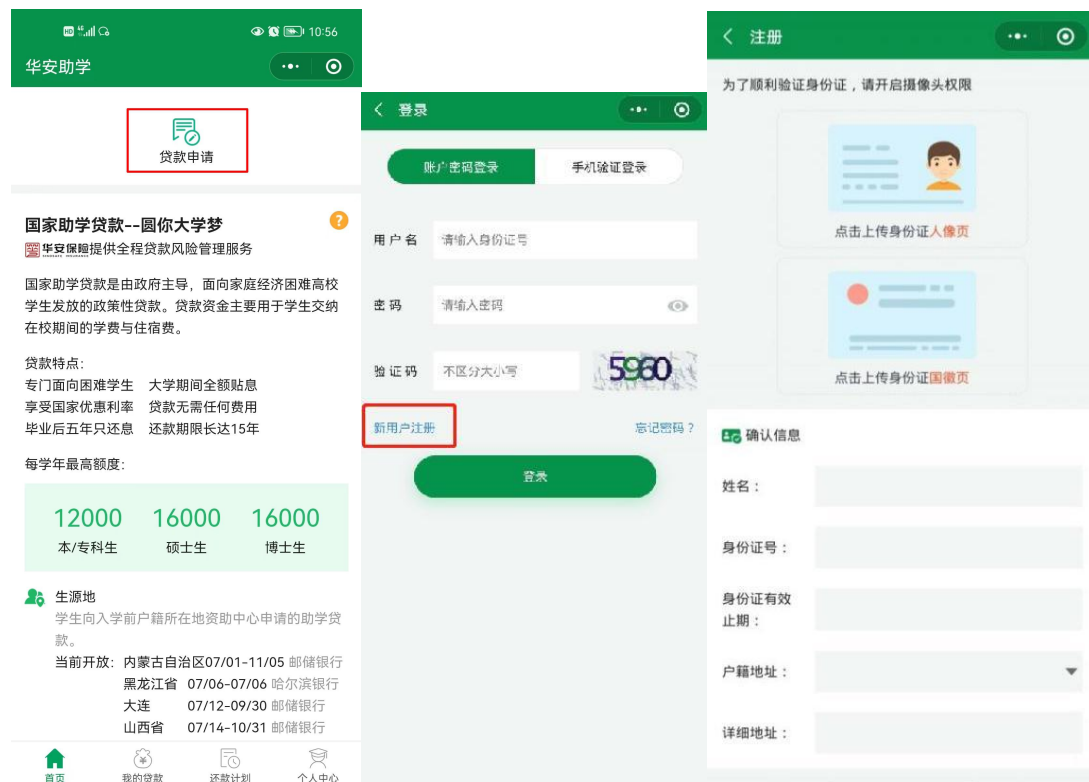 HD 10:56
华安助学
贷款申请
国家助学贷款--圆你大学梦
?
华安保险提供全程贷款风险管理服务
国家助学贷款是由政府主导，面向家庭经济困难高校
学生发放的政策性贷款。贷款资金主要用于学生交纳
在校期间的学费与住宿费。
贷款特点：
专门面向困难学生 大学期间全额贴息
享受国家优惠利率 贷款无需任何费用
毕业后五年只还息 还款期限长达15年
每学年最高额度：
12000 16000 16000
本/专科生 硕士生 博士生
生源地
学生向入学前户籍所在地资助中心申请的助学贷
款。
当前开放：内蒙古自治区07/01-11/05 邮储银行
黑龙江省 07/06-07/06 哈尔滨银行
大连 07/12-09/30 邮储银行
山西省 07/14-10/31 邮储银行
首页 我的贷款 还款计划 个人中心
登录
账户密码登录 手机验证登录
用户名 请输入身份证号
密码 请输入密码
验证码 不区分大小写 5960
新用户注册 忘记密码？
登录
注册
为了顺利验证身份证，请开启摄像头权限
点击上传身份证人像页
点击上传身份证国徽页
确认信息
姓名：
身份证号：
身份证有效
止期：
户籍地址：
详细地址：